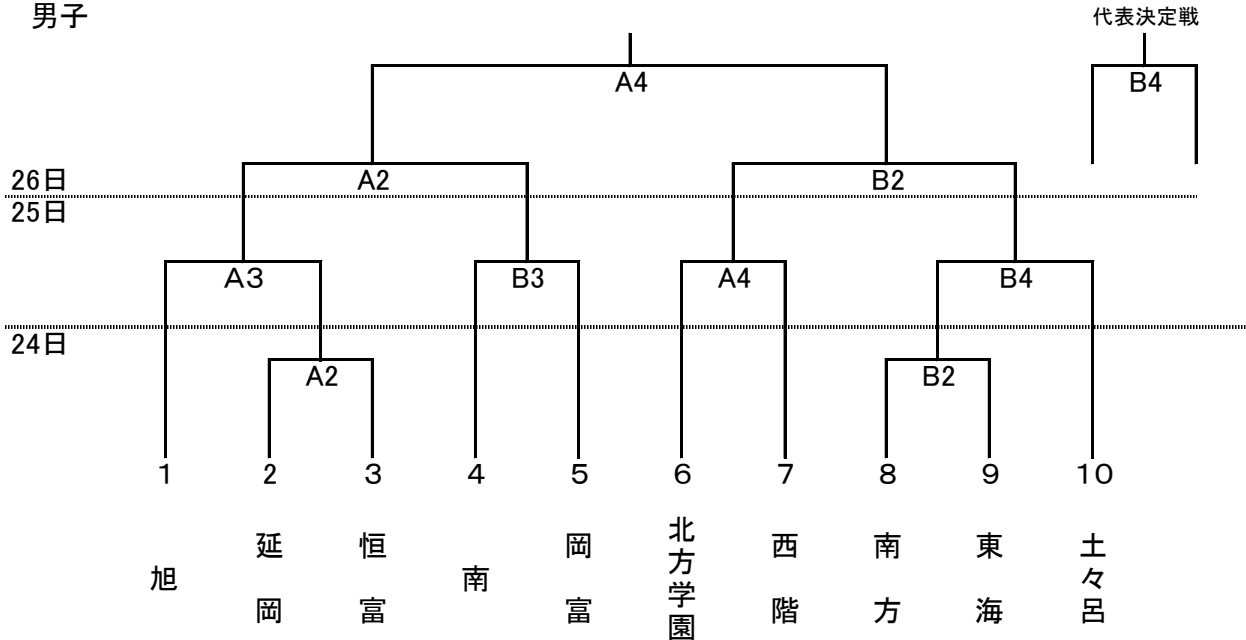 男子
代表決定戦
A4
B4
26日
A2
B2
25日
A3
B3
A4
B4
24日
A2
B2
1
2
3
4
5
6
7
8
9
10
旭
延岡
恒富
南
岡富
北方学園
西階
南方
東海
土々呂